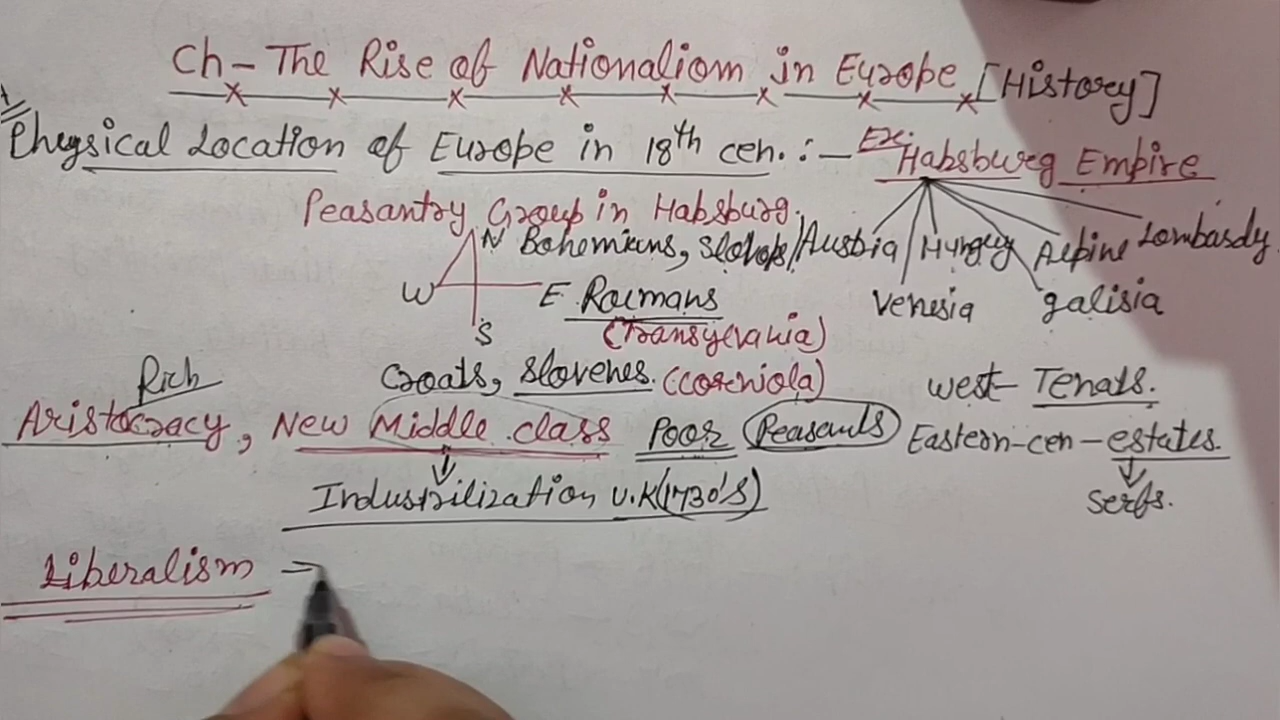 Ch - The Rise of Nationalism in Europe [History]
Physical Location of Europe in 18th cen. :- Ex: Habsburg Empire
Peasantry Group in Habsburg.
N Bohemians, Slovaks/Austria Hungry Alpine Lombardy
W E Roumans Venesia galisia
S (Transylvania)
Rich Croats, Slovenes. (corniola) west- Tenats.
Aristocracy, New Middle class Poor Peasants Eastern-cen-estates.
Industrilization U.K(1730's) serfs.
Liberalism